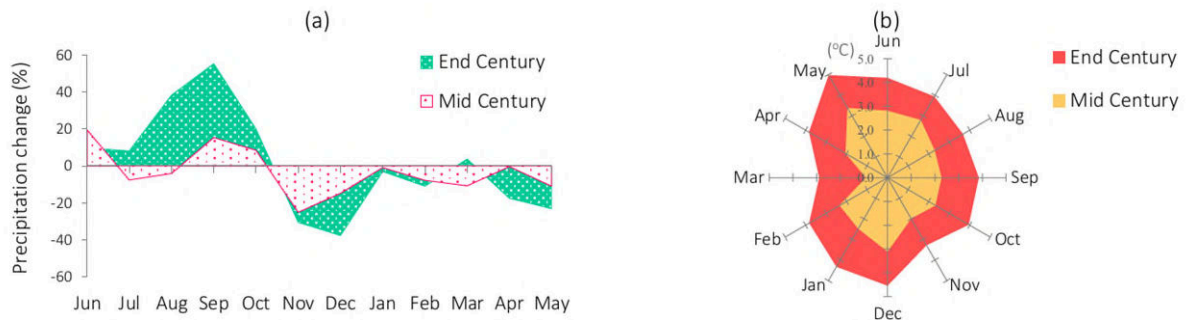 (a)
Precipitation change (%)
60
40
20
0
-20
-40
-60
Jun Jul Aug Sep Oct Nov Dec Jan Feb Mar Apr May
End Century
Mid Century
(b)
(°C)
5.0
4.0
3.0
2.0
1.0
0.0
Jun
Jul
Aug
Sep
Oct
Nov
Dec
Jan
Feb
Mar
Apr
May
End Century
Mid Century